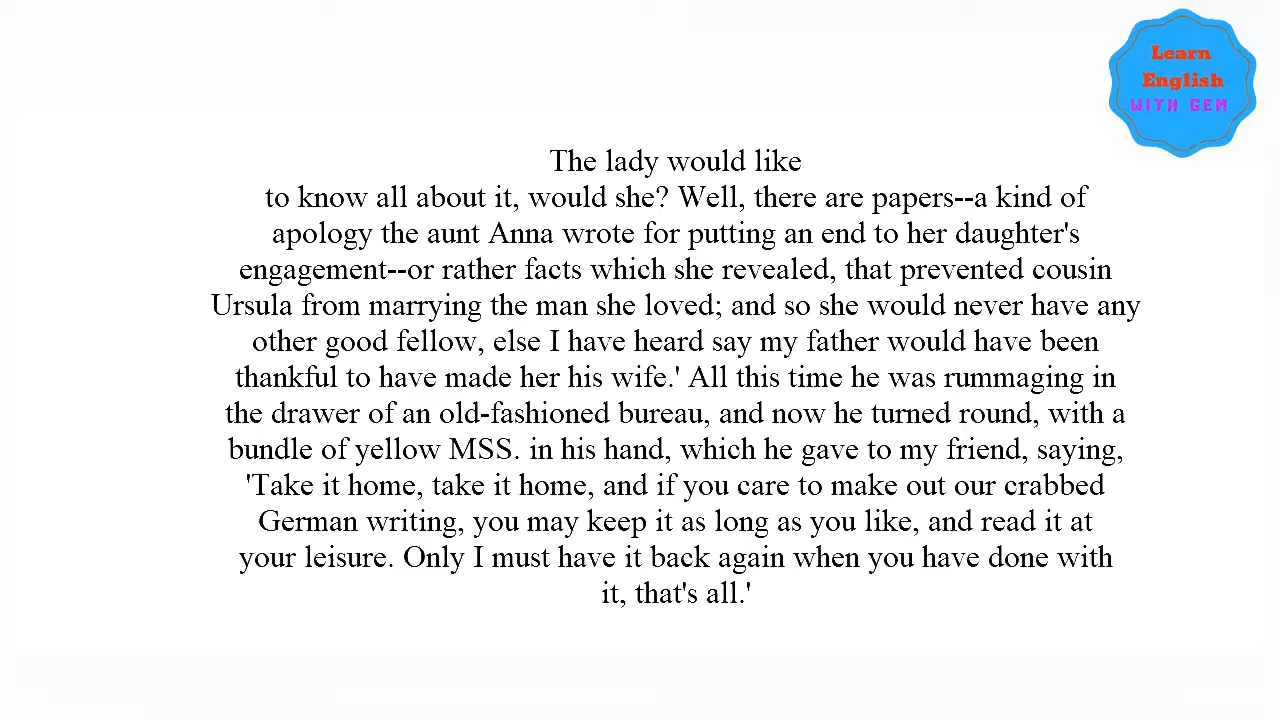 Learn
English
WITH GEM
The lady would like
to know all about it, would she? Well, there are papers--a kind of
apology the aunt Anna wrote for putting an end to her daughter's
engagement--or rather facts which she revealed, that prevented cousin
Ursula from marrying the man she loved; and so she would never have any
other good fellow, else I have heard say my father would have been
thankful to have made her his wife.' All this time he was rummaging in
the drawer of an old-fashioned bureau, and now he turned round, with a
bundle of yellow MSS. in his hand, which he gave to my friend, saying,
'Take it home, take it home, and if you care to make out our crabbed
German writing, you may keep it as long as you like, and read it at
your leisure. Only I must have it back again when you have done with
it, that's all.'